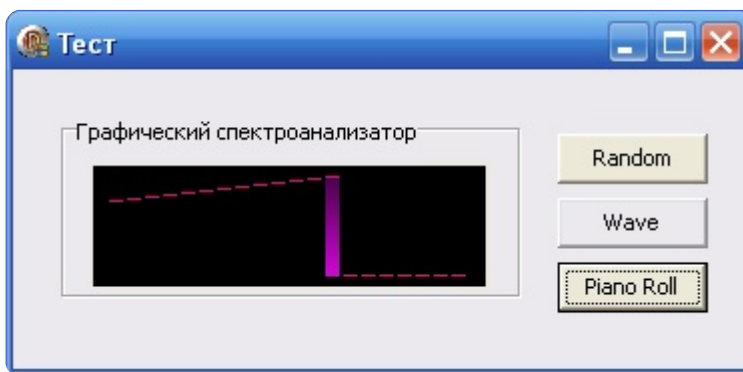 Тест
Графический спектроанализатор
Random
Wave
Piano Roll